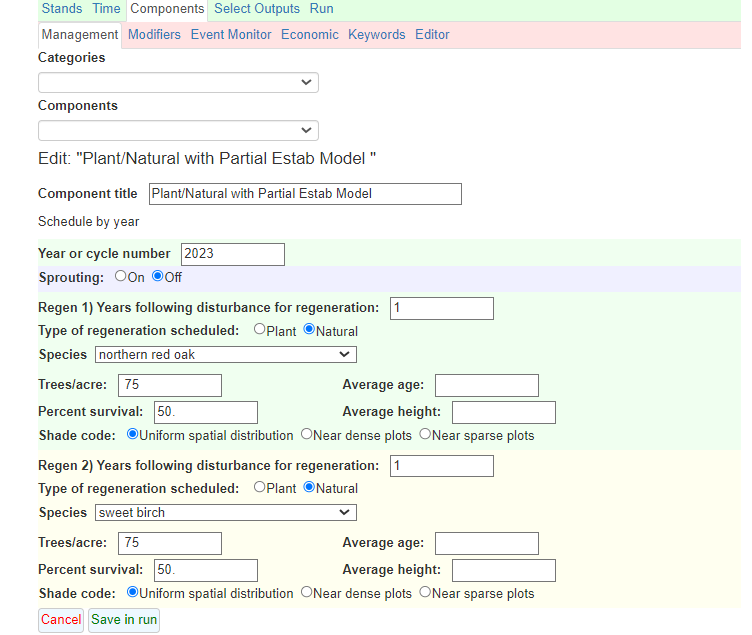 Stands Time Components Select Outputs Run
Management Modifiers Event Monitor Economic Keywords Editor
Categories
Components
Edit: "Plant/Natural with Partial Estab Model "
Component title Plant/Natural with Partial Estab Model
Schedule by year
Year or cycle number 2023
Sprouting: On Off
Regen 1) Years following disturbance for regeneration: 1
Type of regeneration scheduled: Plant Natural
Species northern red oak
Trees/acre: 75 Average age:
Percent survival: 50. Average height:
Shade code: Uniform spatial distribution Near dense plots Near sparse plots
Regen 2) Years following disturbance for regeneration: 1
Type of regeneration scheduled: Plant Natural
Species sweet birch
Trees/acre: 75 Average age:
Percent survival: 50. Average height:
Shade code: Uniform spatial distribution Near dense plots Near sparse plots
Cancel Save in run